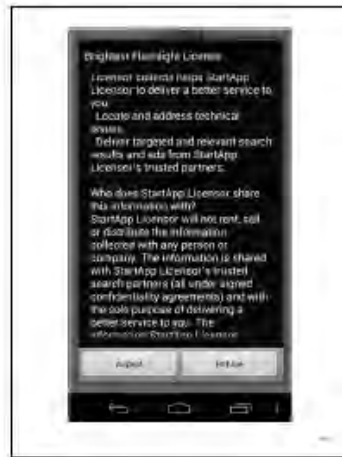 Brightest Flashlight License
Licensor collects helps StartApp
Licensor to deliver a better service to
you.
Locate and address technical
issues.
Deliver targeted and relevant search
results and ads from StartApp
Licensor's trusted partners.
Who does StartApp Licensor share
this information with?
StartApp Licensor will not rent, sell
or distribute the information
collected with any person or
company. The information is shared
with StartApp Licensor's trusted
search partners (all under signed
confidentiality agreements) and with
the sole purpose of delivering a
better service to you. The
information StartApp Licensor
Accept
Refuse